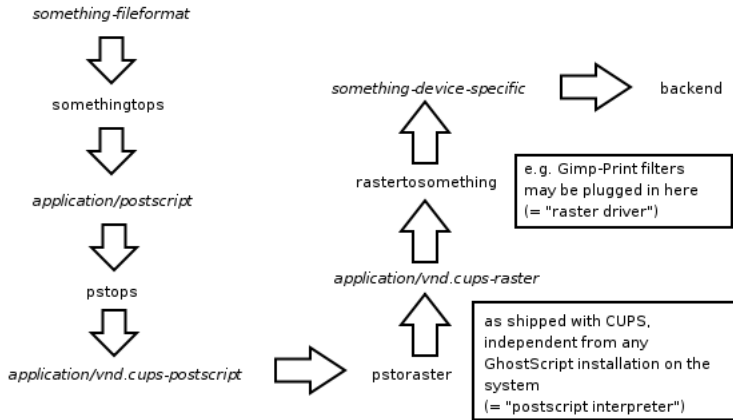 something-fileformat
somethingtops
application/postscript
pstops
application/vnd.cups-postscript
pstoraster
application/vnd.cups-raster
rastertosomething
something-device-specific
backend
e.g. Gimp-Print filters
may be plugged in here
(= "raster driver")
as shipped with CUPS,
independent from any
GhostScript installation on the
system
(= "postscript interpreter")